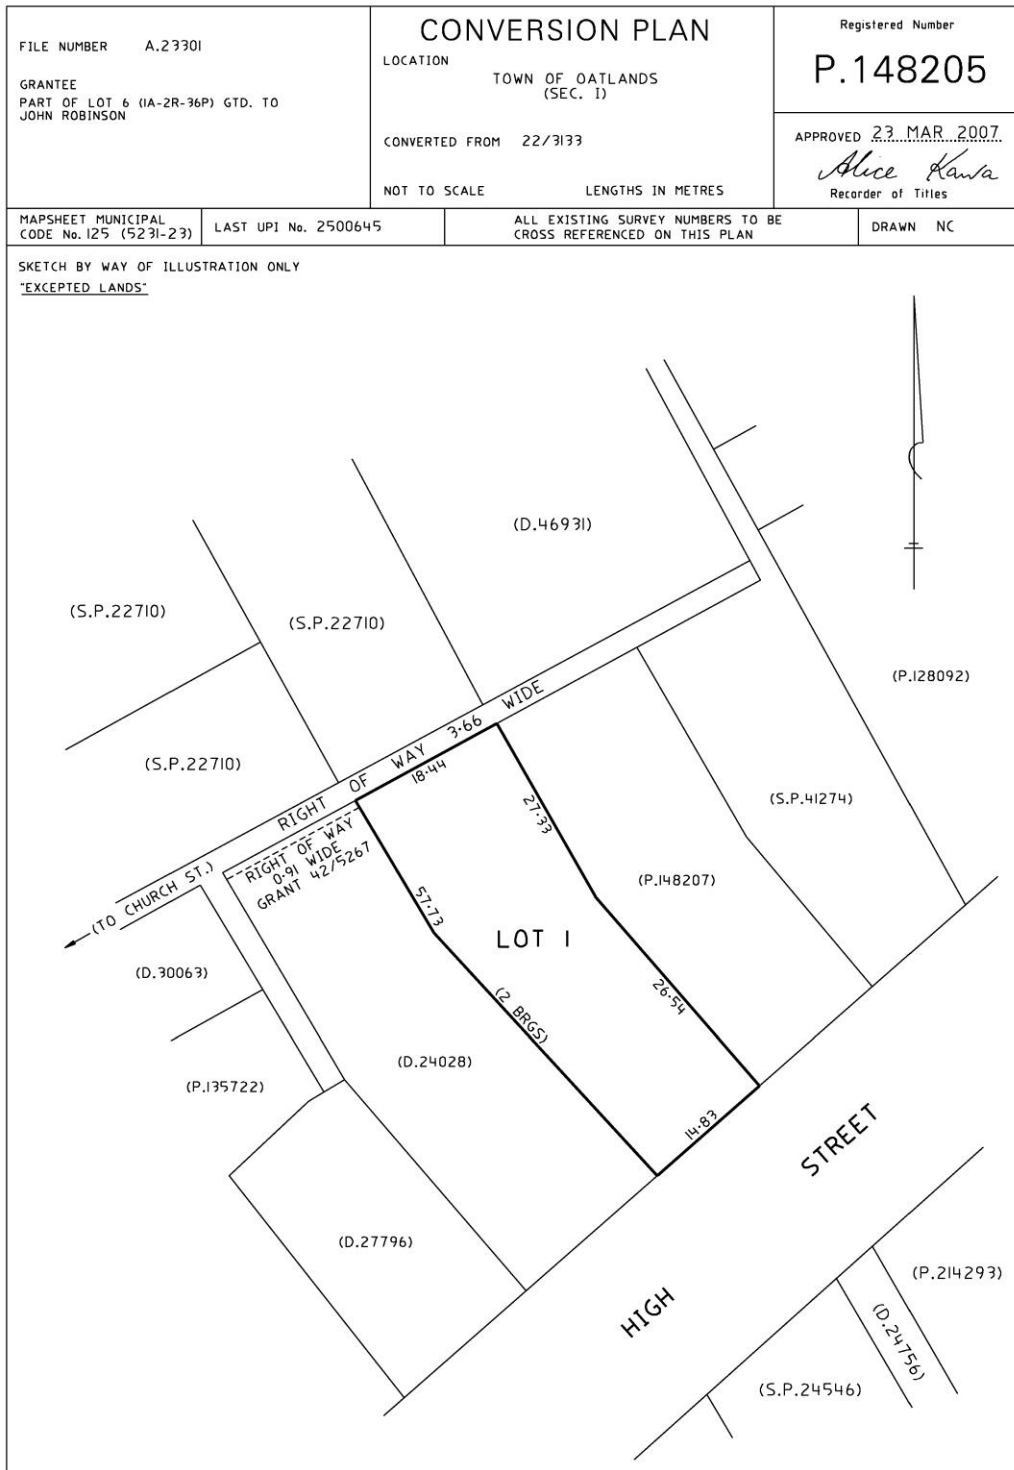 FILE NUMBER A.23301
GRANTEE
PART OF LOT 6 (1A-2R-36P) GTD. TO
JOHN ROBINSON
CONVERSION PLAN
LOCATION
TOWN OF OATLANDS
(SEC. I)
CONVERTED FROM 22/3133
NOT TO SCALE LENGTHS IN METRES
Registered Number
P.148205
APPROVED 23 MAR 2007
Alice Kawa
Recorder of Titles
MAPSHEET MUNICIPAL
CODE No. 125 (5231-23)
LAST UPI No. 2500645
ALL EXISTING SURVEY NUMBERS TO BE
CROSS REFERENCED ON THIS PLAN
DRAWN NC
SKETCH BY WAY OF ILLUSTRATION ONLY
"EXCEPTED LANDS"
(D.46931)
(S.P.22710)
(S.P.22710)
(P.128092)
(S.P.22710)
RIGHT OF WAY 3·66 WIDE
18·44
27·33
(S.P.41274)
RIGHT OF WAY
0·91 WIDE
GRANT 42/5267
(P.148207)
(TO CHURCH ST.)
57·73
LOT 1
(D.30063)
26·54
(2 BRGS)
(D.24028)
(P.135722)
14·83
HIGH STREET
(D.27796)
(P.214293)
(D.24756)
(S.P.24546)